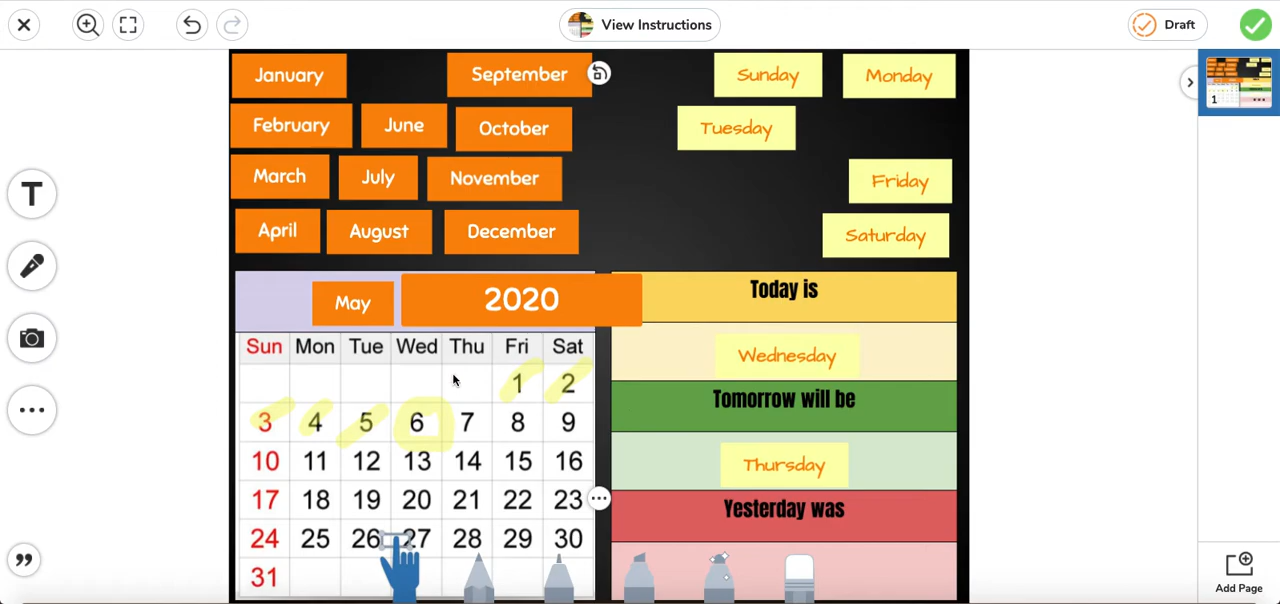 View Instructions
Draft
January
September
Sunday
Monday
February
June
October
Tuesday
March
July
November
Friday
April
August
December
Saturday
May
2020
Today is
Wednesday
Tomorrow will be
Thursday
Yesterday was
Sun Mon Tue Wed Thu Fri Sat
1 2
3 4 5 6 7 8 9
10 11 12 13 14 15 16
17 18 19 20 21 22 23
24 25 26 27 28 29 30
31
T
1
Add Page